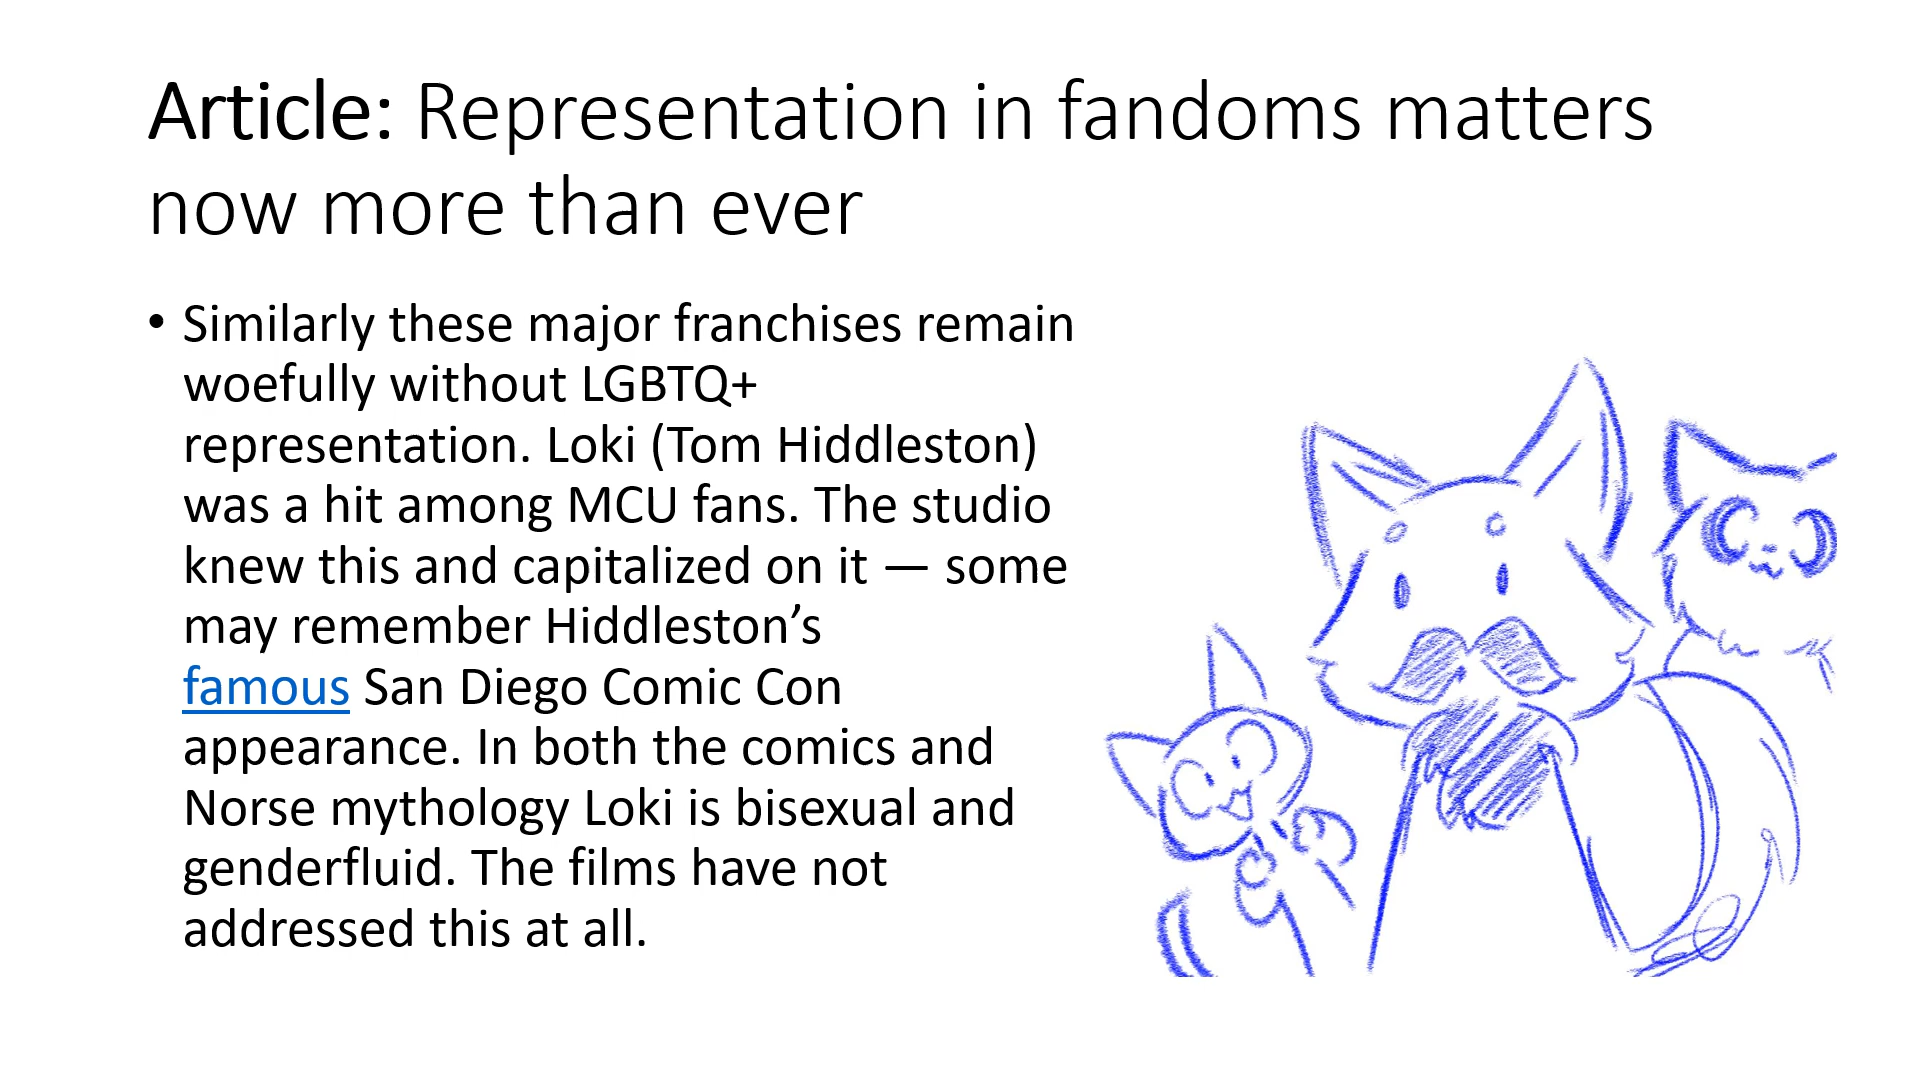 Article: Representation in fandoms matters
now more than ever
• Similarly these major franchises remain
woefully without LGBTQ+
representation. Loki (Tom Hiddleston)
was a hit among MCU fans. The studio
knew this and capitalized on it — some
may remember Hiddleston’s
famous San Diego Comic Con
appearance. In both the comics and
Norse mythology Loki is bisexual and
genderfluid. The films have not
addressed this at all.